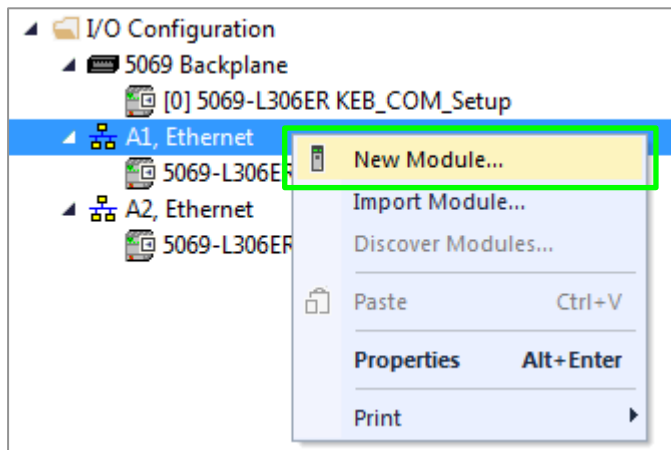 I/O Configuration
5069 Backplane
[0] 5069-L306ER KEB_COM_Setup
A1, Ethernet
5069-L306ER
A2, Ethernet
5069-L306ER
New Module...
Import Module...
Discover Modules...
Paste Ctrl+V
Properties Alt+Enter
Print